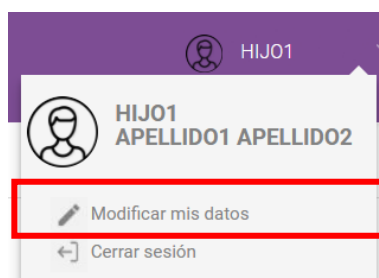 HIJO1
HIJO1
APELLIDO1 APELLIDO2
Modificar mis datos
Cerrar sesión